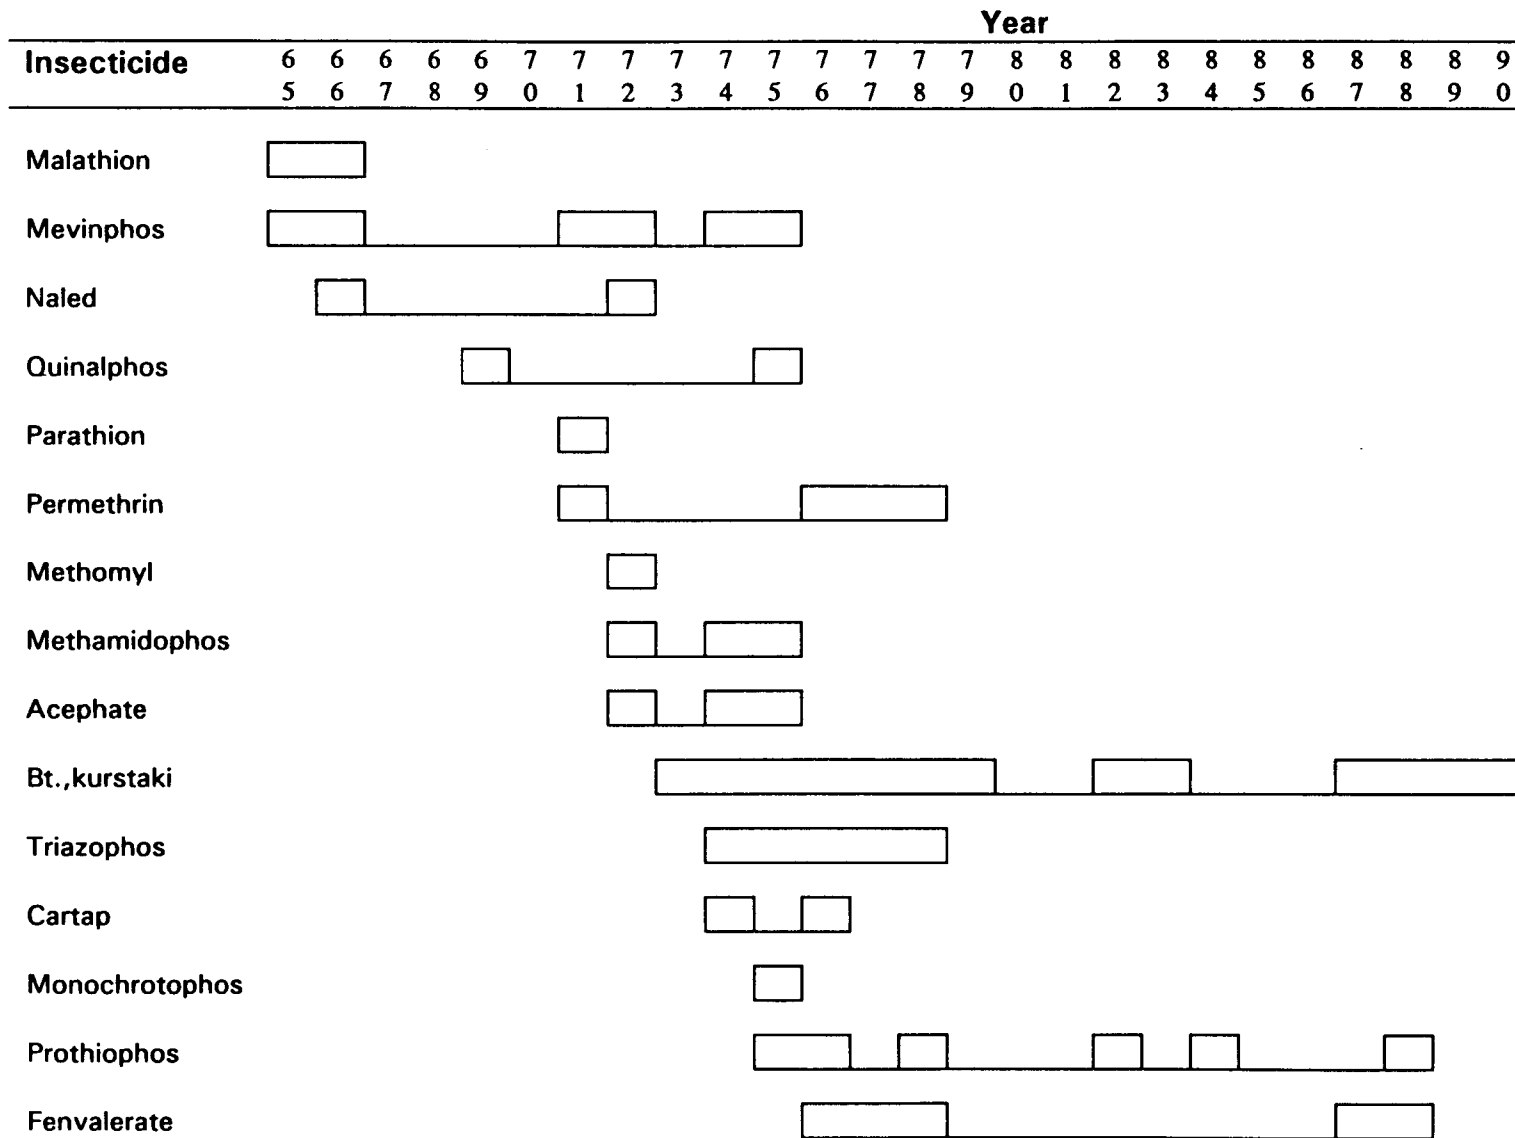 Year
Insecticide 6 6 6 6 6 7 7 7 7 7 7 7 7 7 7 8 8 8 8 8 8 8 8 8 8 9
5 6 7 8 9 0 1 2 3 4 5 6 7 8 9 0 1 2 3 4 5 6 7 8 9 0
Malathion
Mevinphos
Naled
Quinalphos
Parathion
Permethrin
Methomyl
Methamidophos
Acephate
Bt.,kurstaki
Triazophos
Cartap
Monochrotophos
Prothiophos
Fenvalerate